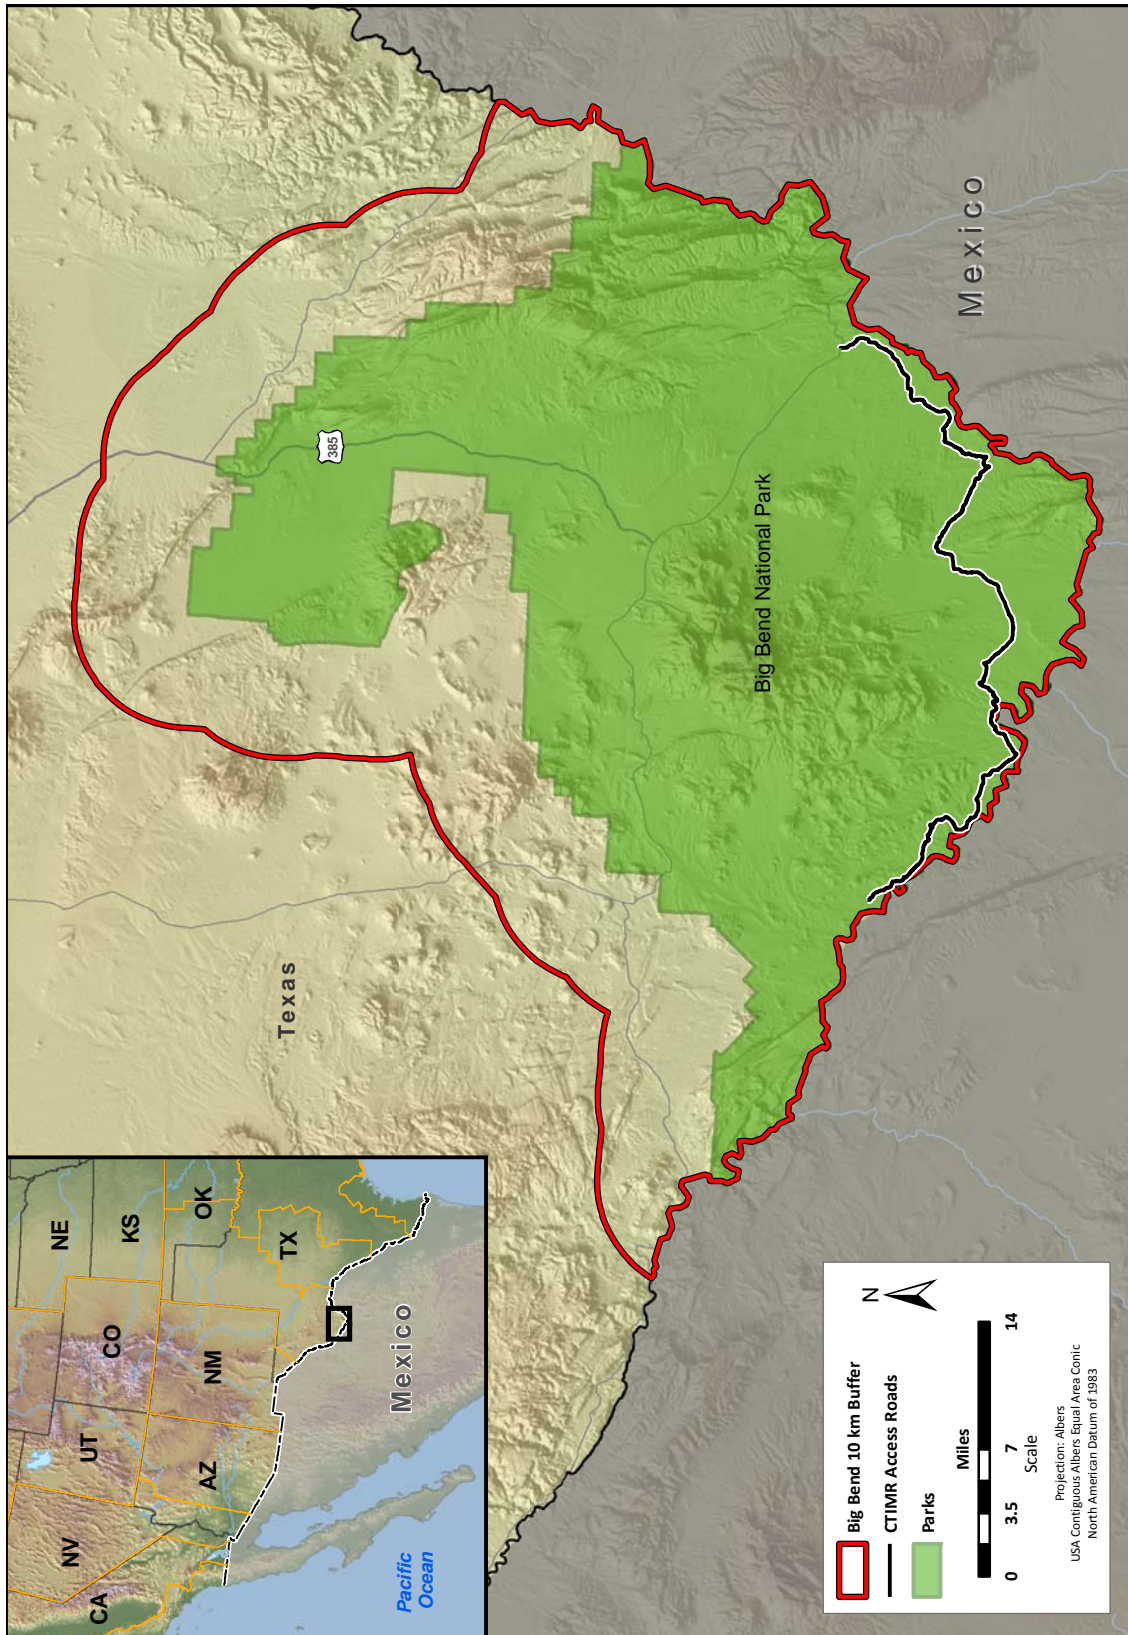 NV
UT
CO
NE
KS
CA
AZ
NM
OK
TX
Mexico
Pacific
Ocean
Texas
385
Big Bend National Park
Mexico
Big Bend 10 km Buffer
CTIMR Access Roads
Parks
N
Miles
0
3.5
7
14
Scale
Projection: Albers
USA Contiguous Albers Equal Area Conic
North American Datum of 1983